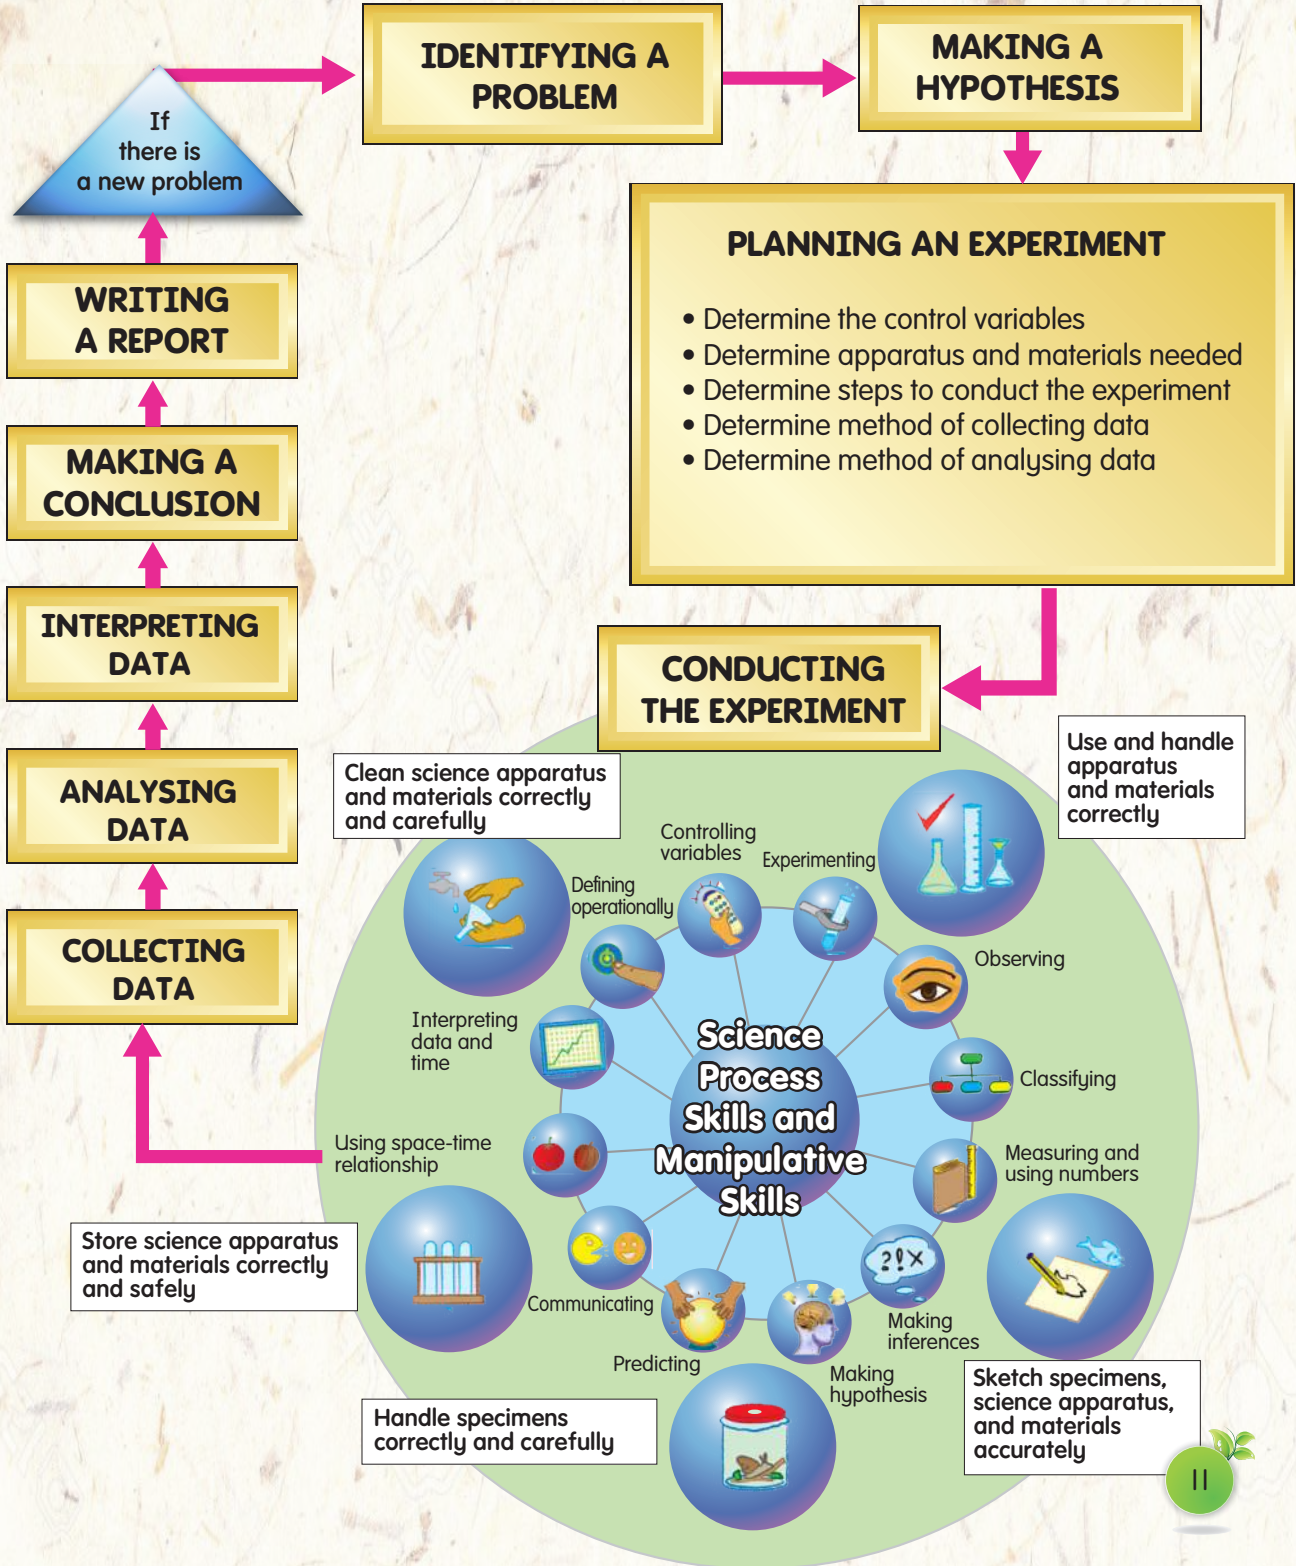 IDENTIFYING A
PROBLEM
MAKING A
HYPOTHESIS
If
there is
a new problem
PLANNING AN EXPERIMENT
• Determine the control variables
• Determine apparatus and materials needed
• Determine steps to conduct the experiment
• Determine method of collecting data
• Determine method of analysing data
WRITING
A REPORT
MAKING A
CONCLUSION
INTERPRETING
DATA
ANALYSING
DATA
COLLECTING
DATA
CONDUCTING
THE EXPERIMENT
Clean science apparatus
and materials correctly
and carefully
Use and handle
apparatus
and materials
correctly
Controlling
variables
Experimenting
Defining
operationally
Observing
Interpreting
data and
time
Classifying
Science
Process
Skills and
Manipulative
Skills
Using space-time
relationship
Measuring and
using numbers
Store science apparatus
and materials correctly
and safely
?!X
Communicating
Making
inferences
Predicting
Making
hypothesis
Handle specimens
correctly and carefully
Sketch specimens,
science apparatus,
and materials
accurately
11